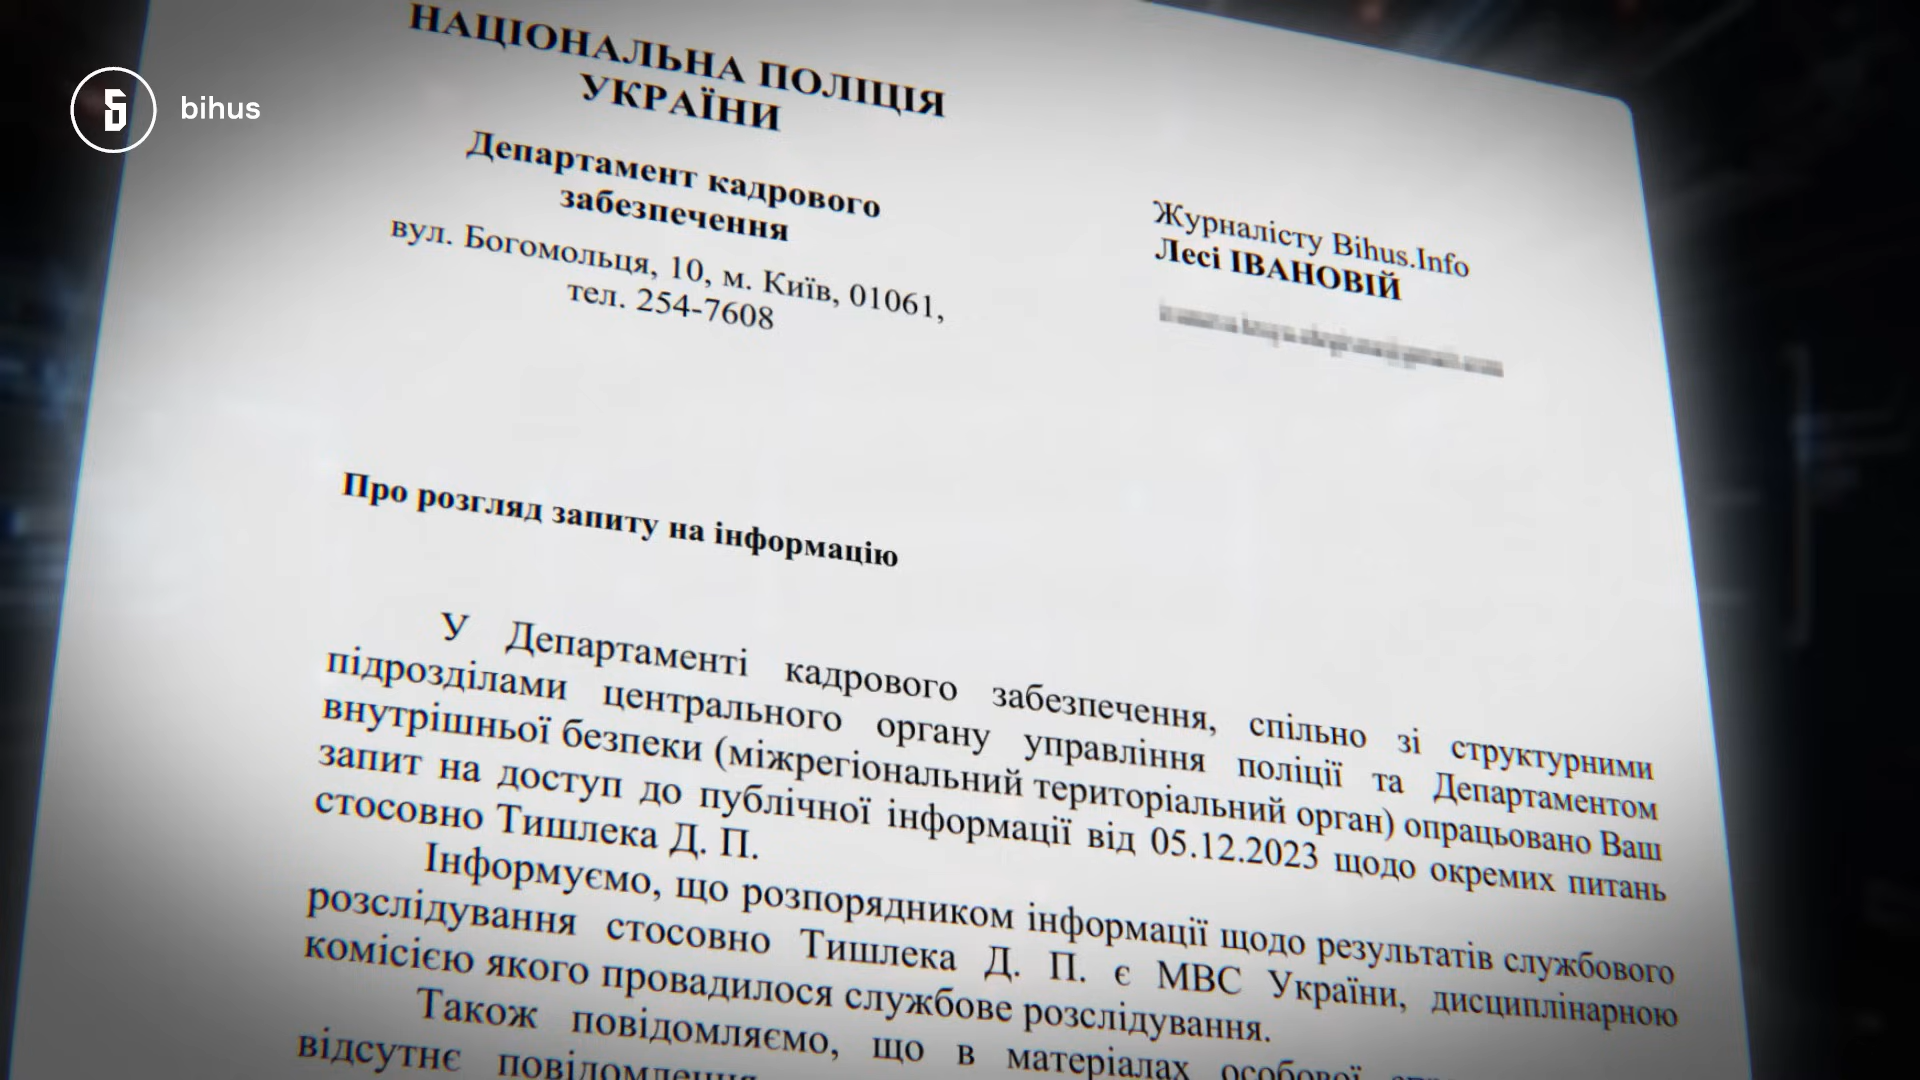 bihus
НАЦІОНАЛЬНА ПОЛІЦІЯ
УКРАЇНИ
Департамент кадрового
забезпечення
вул. Богомольця, 10, м. Київ, 01061,
тел. 254-7608
Журналісту Bihus.Info
Лесі ІВАНОВІЙ
Про розгляд запиту на інформацію
У Департаменті кадрового забезпечення, спільно зі структурними
підрозділами центрального органу управління поліції та Департаментом
внутрішньої безпеки (міжрегіональний територіальний орган) опрацьовано Ваш
запит на доступ до публічної інформації від 05.12.2023 щодо окремих питань
стосовно Тишлека Д. П.
Інформуємо, що розпорядником інформації щодо результатів службового
розслідування стосовно Тишлека Д. П. є МВС України, дисциплінарною
комісією якого провадилося службове розслідування.
Також повідомляємо, що в матеріалах особової
відсутнє повідомлення